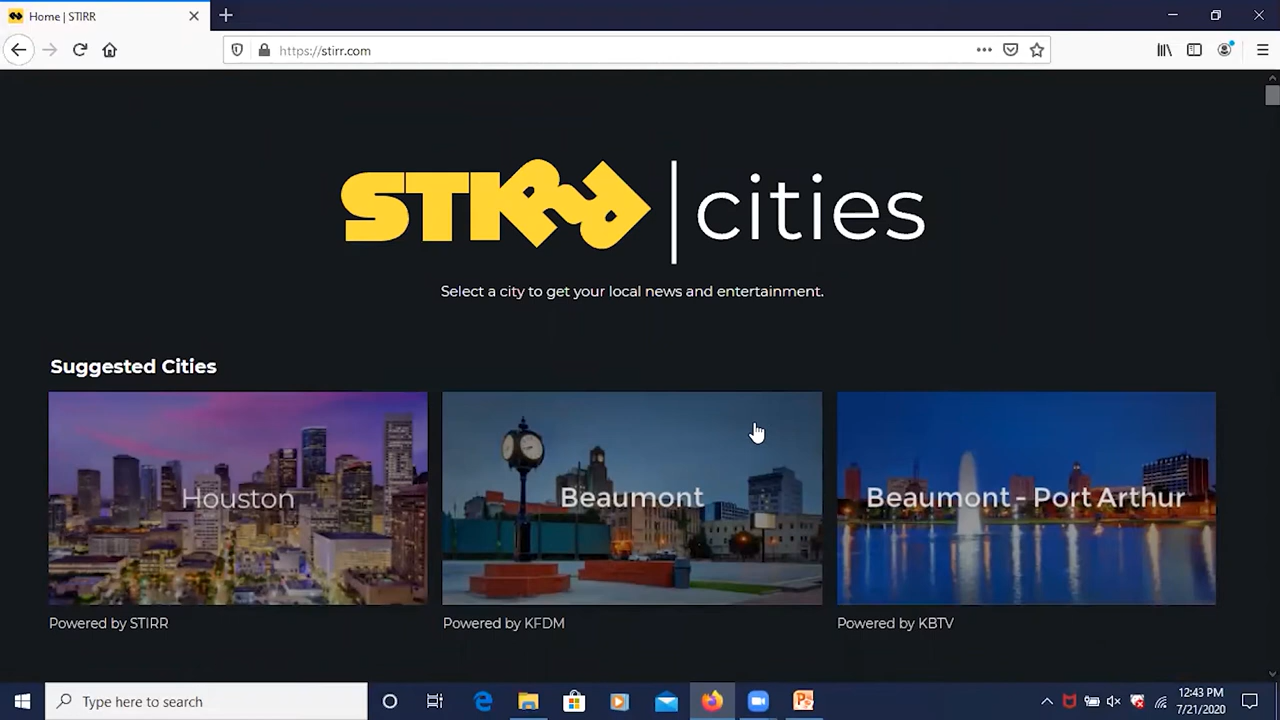 Home | STIRR
https://stirr.com
STIRR | cities
Select a city to get your local news and entertainment.
Suggested Cities
Houston
Beaumont
Beaumont - Port Arthur
Powered by STIRR
Powered by KFDM
Powered by KBTV
Type here to search
12:43 PM
7/21/2020